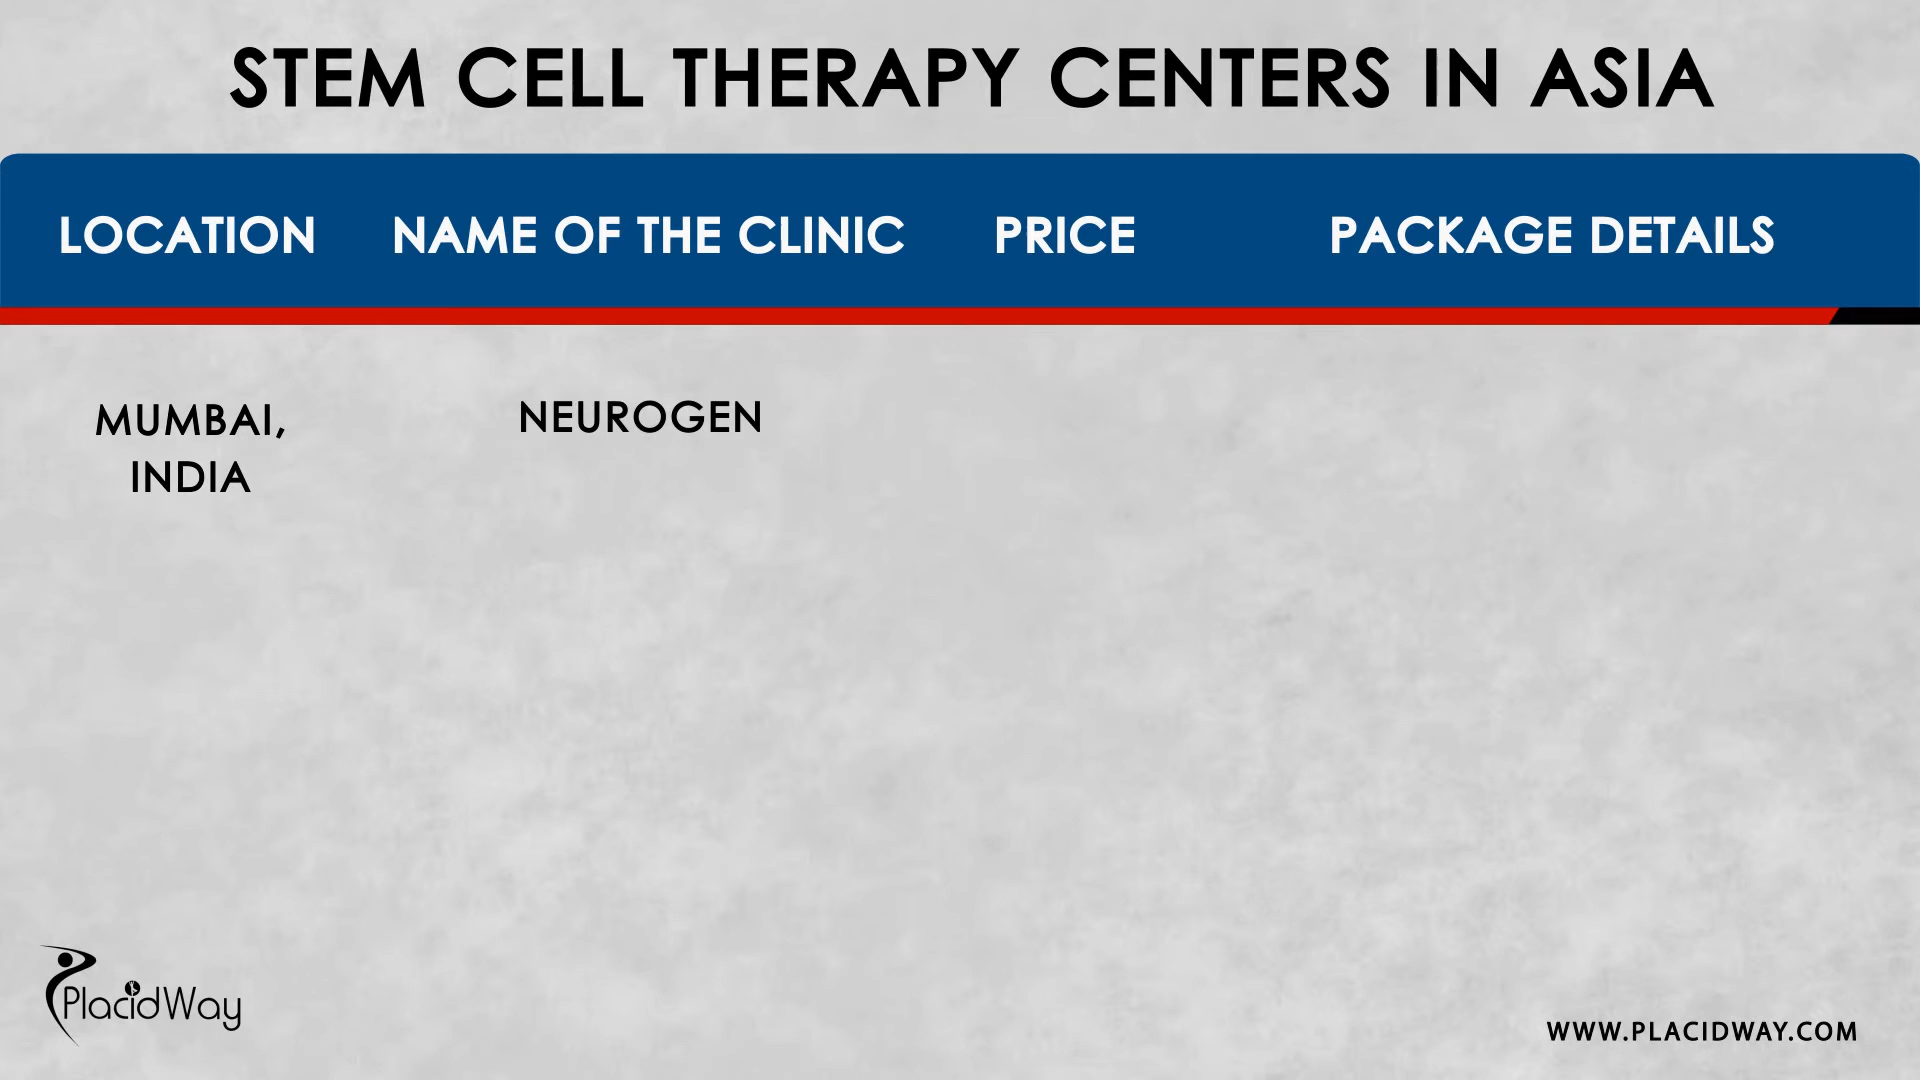 STEM CELL THERAPY CENTERS IN ASIA
LOCATION NAME OF THE CLINIC PRICE PACKAGE DETAILS
MUMBAI, NEUROGEN
INDIA
PlacidWay
WWW.PLACIDWAY.COM